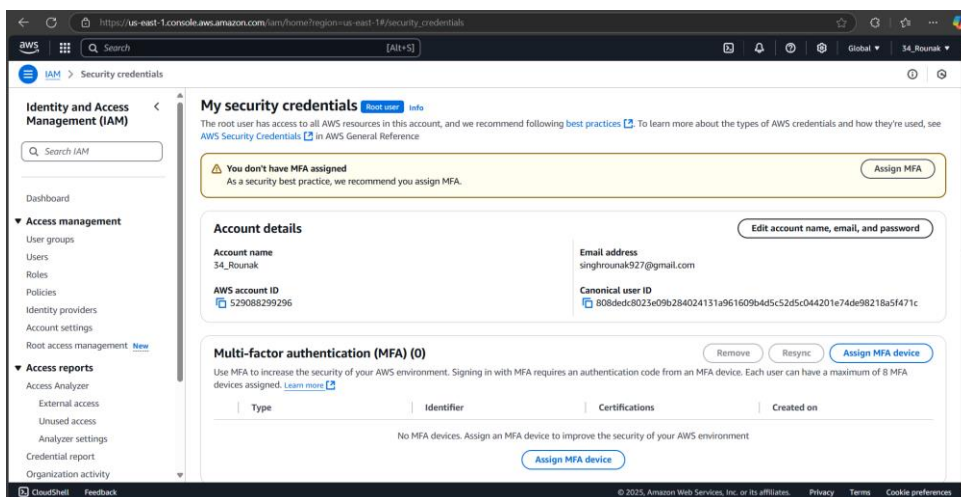 https://us-east-1.console.aws.amazon.com/iam/home?region=us-east-1#/security_credentials
aws
Search
[Alt+S]
Global
34_Rounak
IAM > Security credentials
Identity and Access
Management (IAM)
Search IAM
Dashboard
Access management
User groups
Users
Roles
Policies
Identity providers
Account settings
Root access management New
Access reports
Access Analyzer
External access
Unused access
Analyzer settings
Credential report
Organization activity
My security credentials Root user Info
The root user has access to all AWS resources in this account, and we recommend following best practices. To learn more about the types of AWS credentials and how they're used, see
AWS Security Credentials in AWS General Reference
You don't have MFA assigned
As a security best practice, we recommend you assign MFA.
Assign MFA
Account details
Edit account name, email, and password
Account name
34_Rounak
Email address
singhrounak927@gmail.com
AWS account ID
529088299296
Canonical user ID
808dedc8023e09b284024131a961609b4d5c52d5c044201e74de98218a5f471c
Multi-factor authentication (MFA) (0)
Remove
Resync
Assign MFA device
Use MFA to increase the security of your AWS environment. Signing in with MFA requires an authentication code from an MFA device. Each user can have a maximum of 8 MFA
devices assigned. Learn more
Type
Identifier
Certifications
Created on
No MFA devices. Assign an MFA device to improve the security of your AWS environment
Assign MFA device
CloudShell
Feedback
© 2025, Amazon Web Services, Inc. or its affiliates.
Privacy
Terms
Cookie preferences